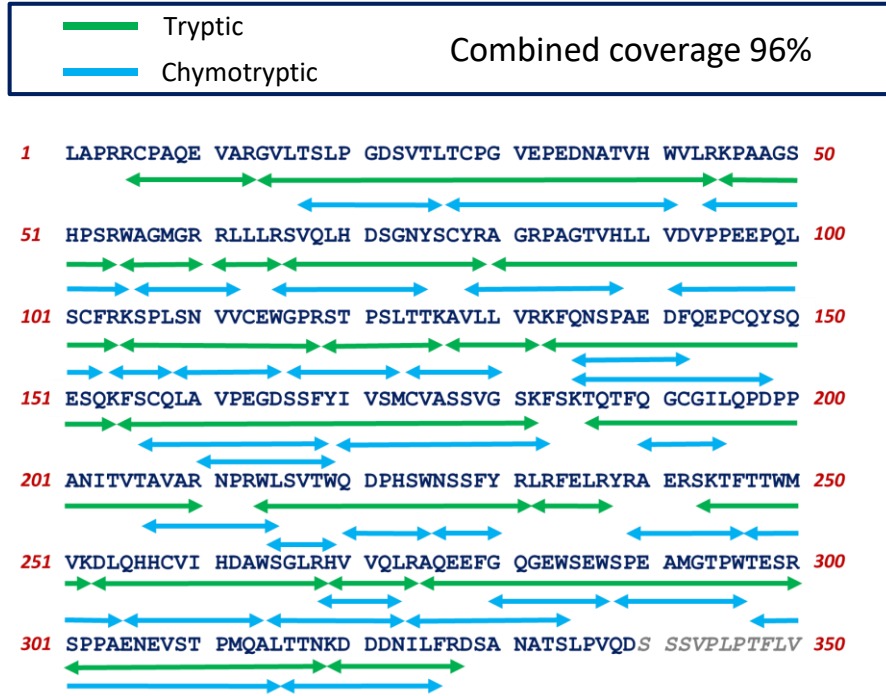 Tryptic
Chymotryptic
Combined coverage 96%
1 LAPRRCPAQE VARGVLTSLP GDSVTLTCPG VEPEDNATVH WVLRKPAAGS 50
51 HPSRWAGMGR RLLLRSVQLH DSGNYSCYRA GRPAGTVHLL VDVPPEEPQL 100
101 SCFRKSPLSN VVCEWGPRST PSLTTKAVLL VRKFQNSPAE DFQEPCQYSQ 150
151 ESQKFSCQLA VPEGDSSFYI VSMCVASSVG SKFSKTQTFQ GCGILQPDPP 200
201 ANITVTAVAR NPRWLSVTWQ DPHSWNSSFY RLRFELRYRA ERSKTFTTWM 250
251 VKDLQHHCVI HDAWSGLRHV VQLRAQEEFG QGEWSEWSPE AMGTPWTESR 300
301 SPPAENEVST PMQALTTNKD DDNILFRDSA NATSLPVQDS SSVPLPTFLV 350